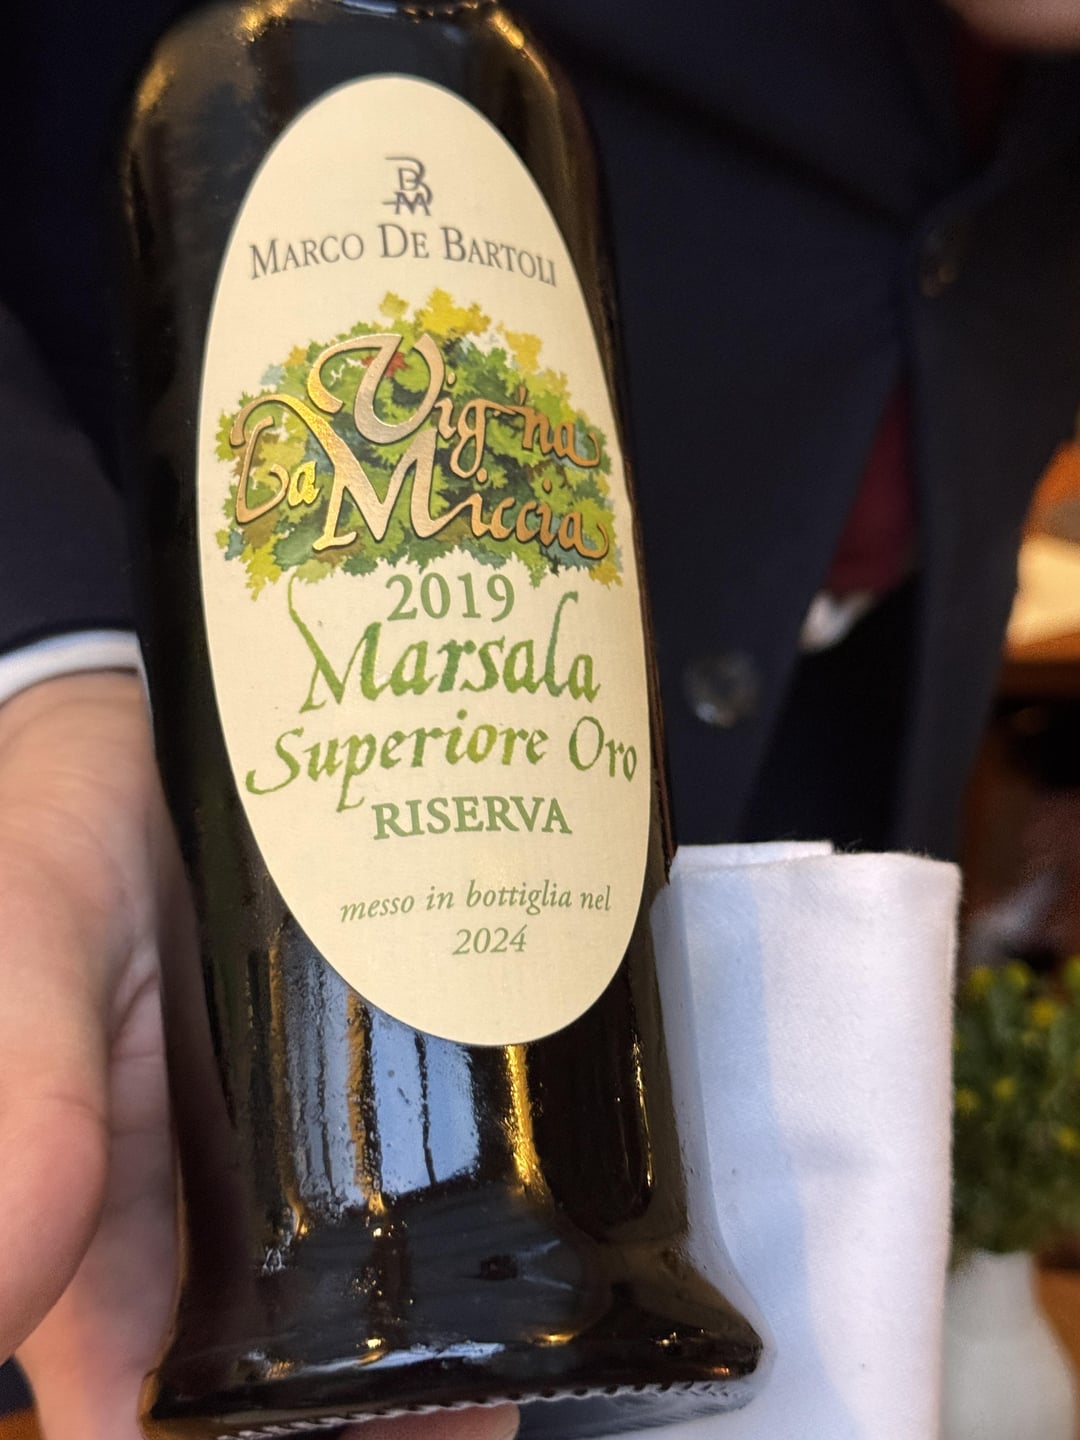 BM
MARCO DE BARTOLI
Vigna
La Miccia
2019
Marsala
Superiore Oro
RISERVA
messo in bottiglia nel
2024